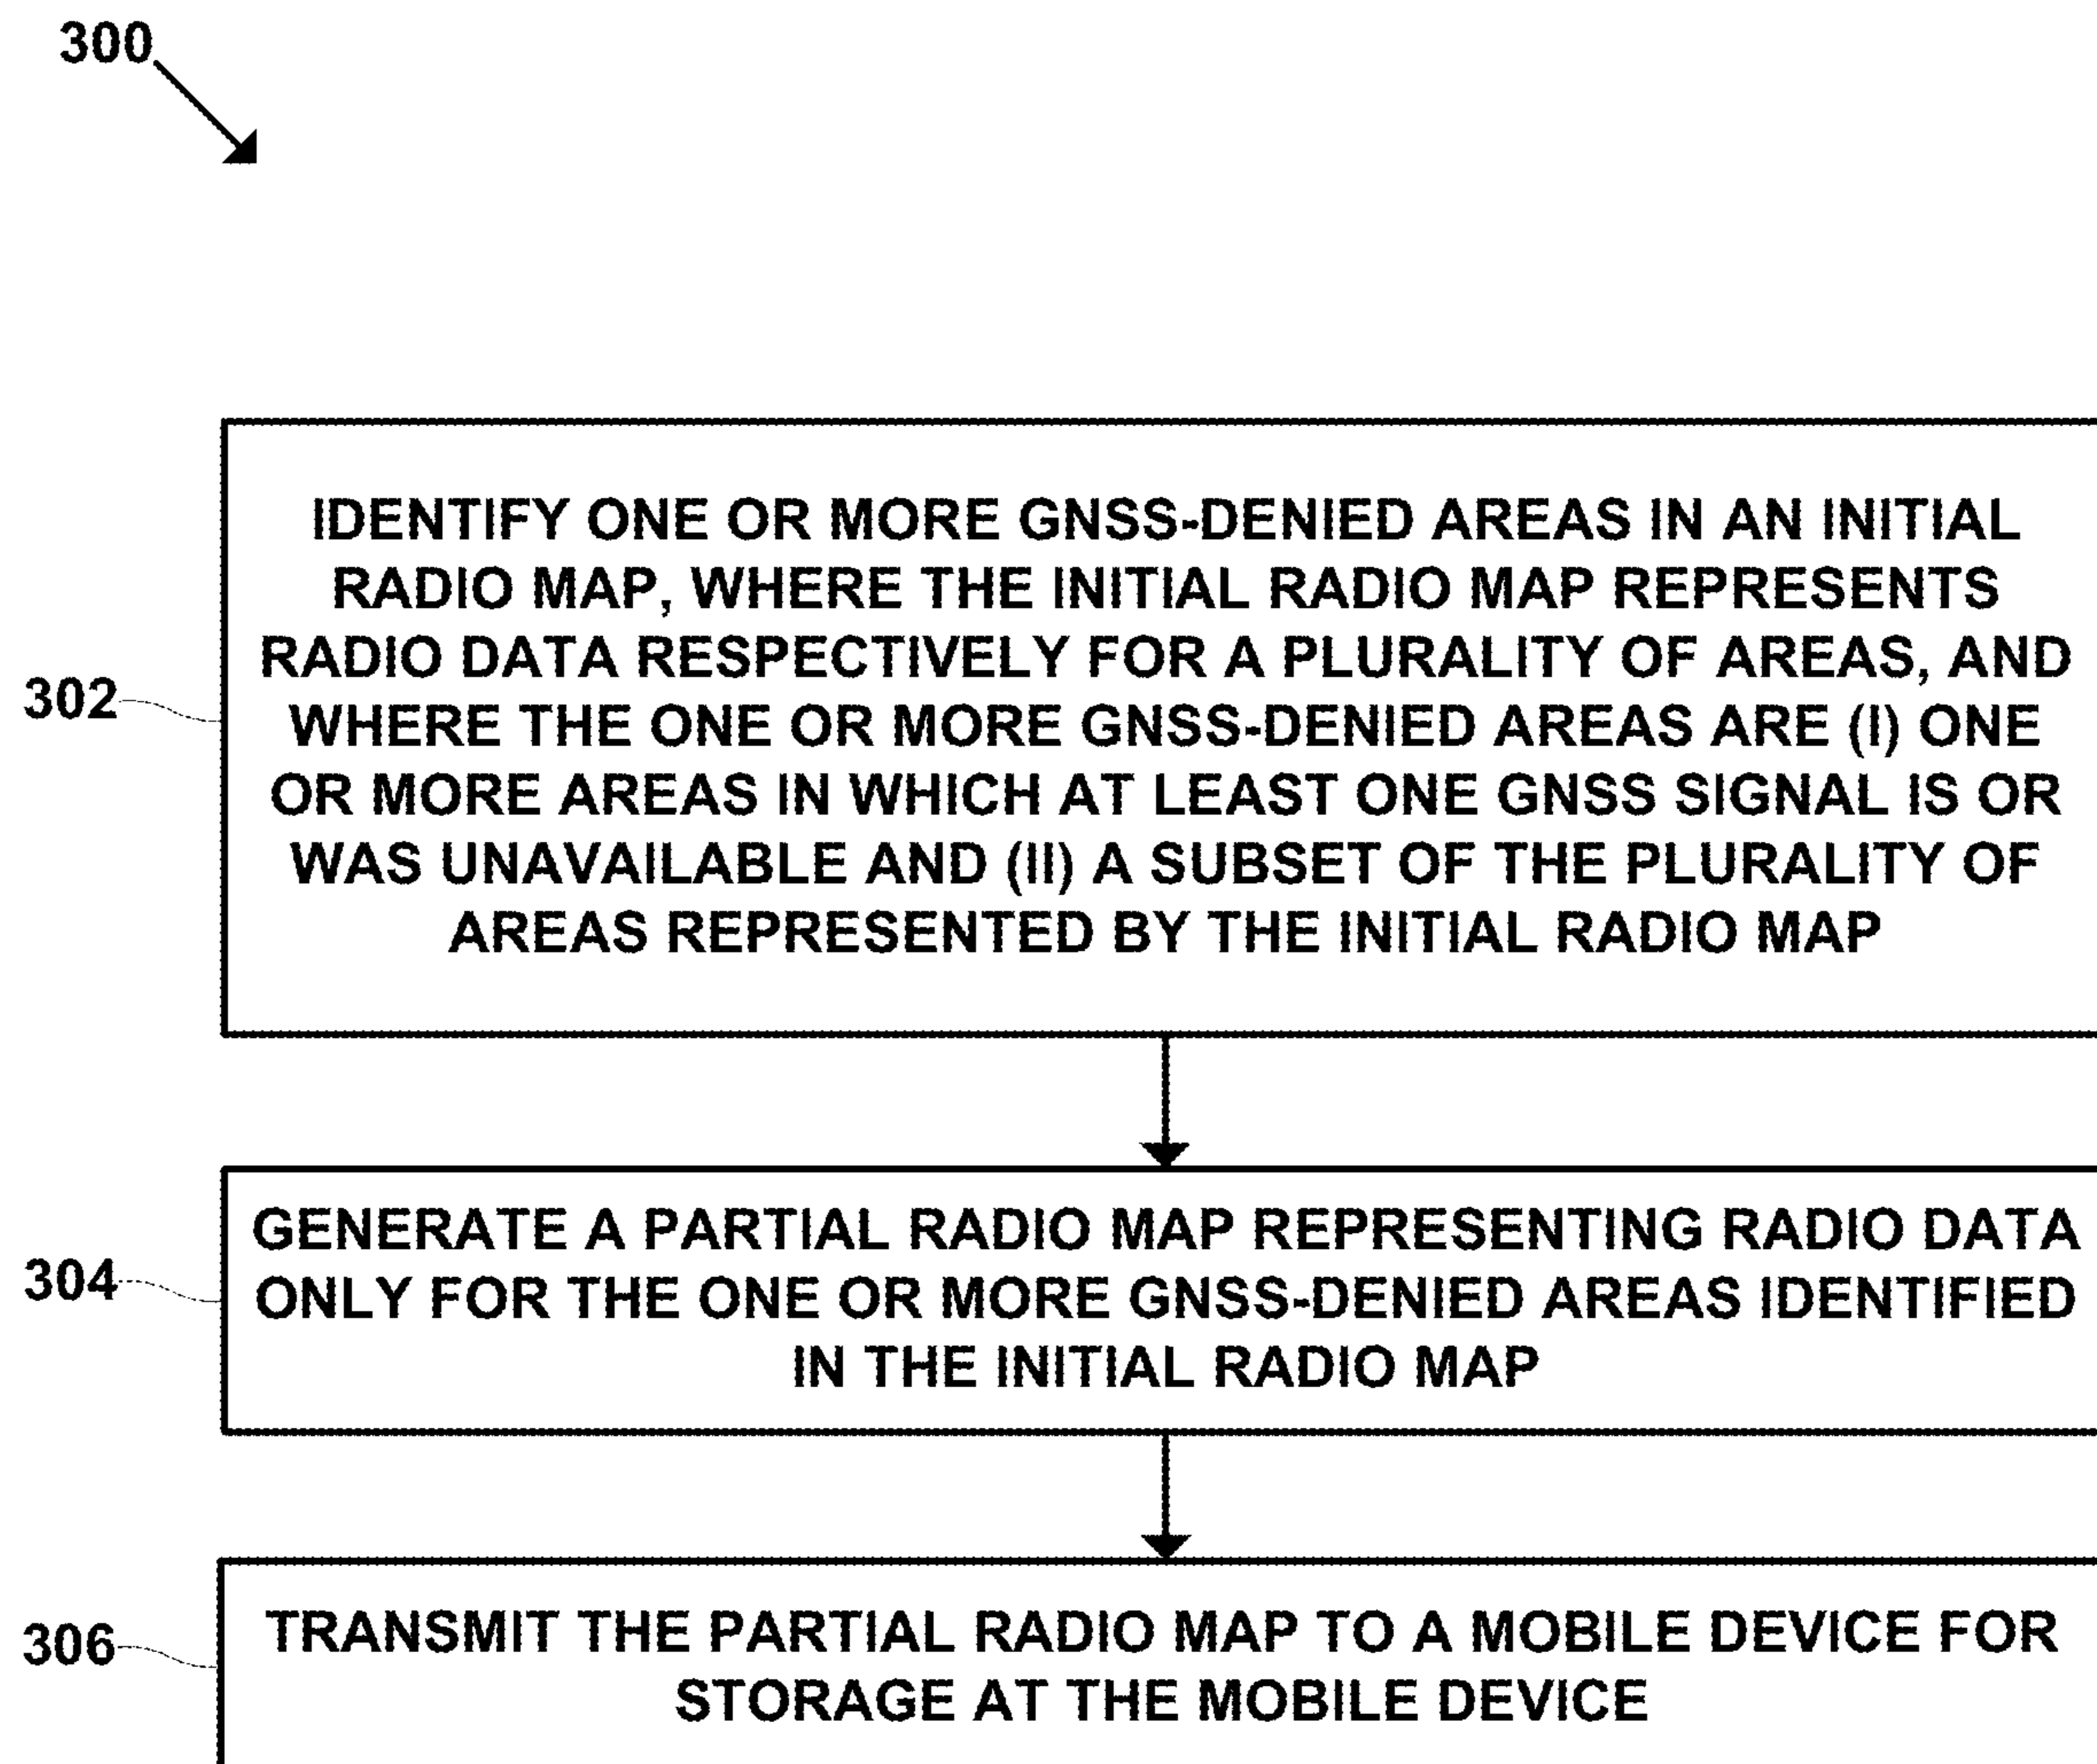 300
302
IDENTIFY ONE OR MORE GNSS-DENIED AREAS IN AN INITIAL
RADIO MAP, WHERE THE INITIAL RADIO MAP REPRESENTS
RADIO DATA RESPECTIVELY FOR A PLURALITY OF AREAS, AND
WHERE THE ONE OR MORE GNSS-DENIED AREAS ARE (I) ONE
OR MORE AREAS IN WHICH AT LEAST ONE GNSS SIGNAL IS OR
WAS UNAVAILABLE AND (II) A SUBSET OF THE PLURALITY OF
AREAS REPRESENTED BY THE INITIAL RADIO MAP
304
GENERATE A PARTIAL RADIO MAP REPRESENTING RADIO DATA
ONLY FOR THE ONE OR MORE GNSS-DENIED AREAS IDENTIFIED
IN THE INITIAL RADIO MAP
306
TRANSMIT THE PARTIAL RADIO MAP TO A MOBILE DEVICE FOR
STORAGE AT THE MOBILE DEVICE